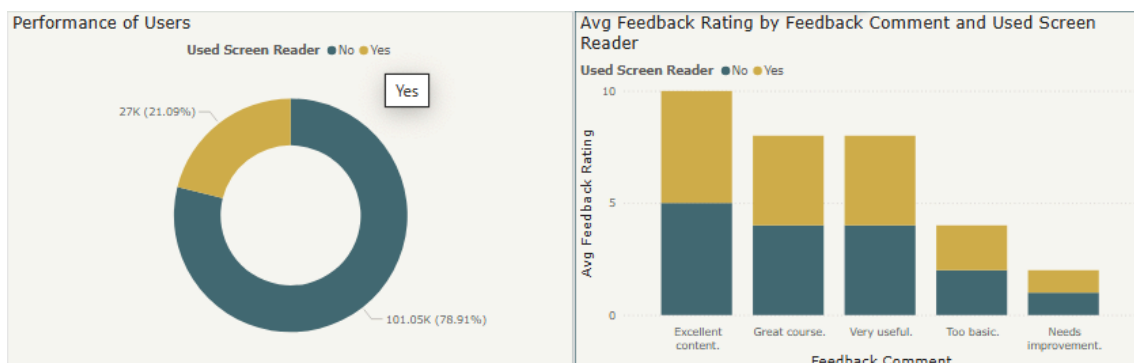 Performance of Users
Used Screen Reader No Yes
Yes
27K (21.09%)
101.05K (78.91%)
Avg Feedback Rating by Feedback Comment and Used Screen
Reader
Used Screen Reader No Yes
Avg Feedback Rating
10
5
0
Excellent
content.
Great course.
Very useful.
Too basic.
Needs
improvement.
Feedback Comment